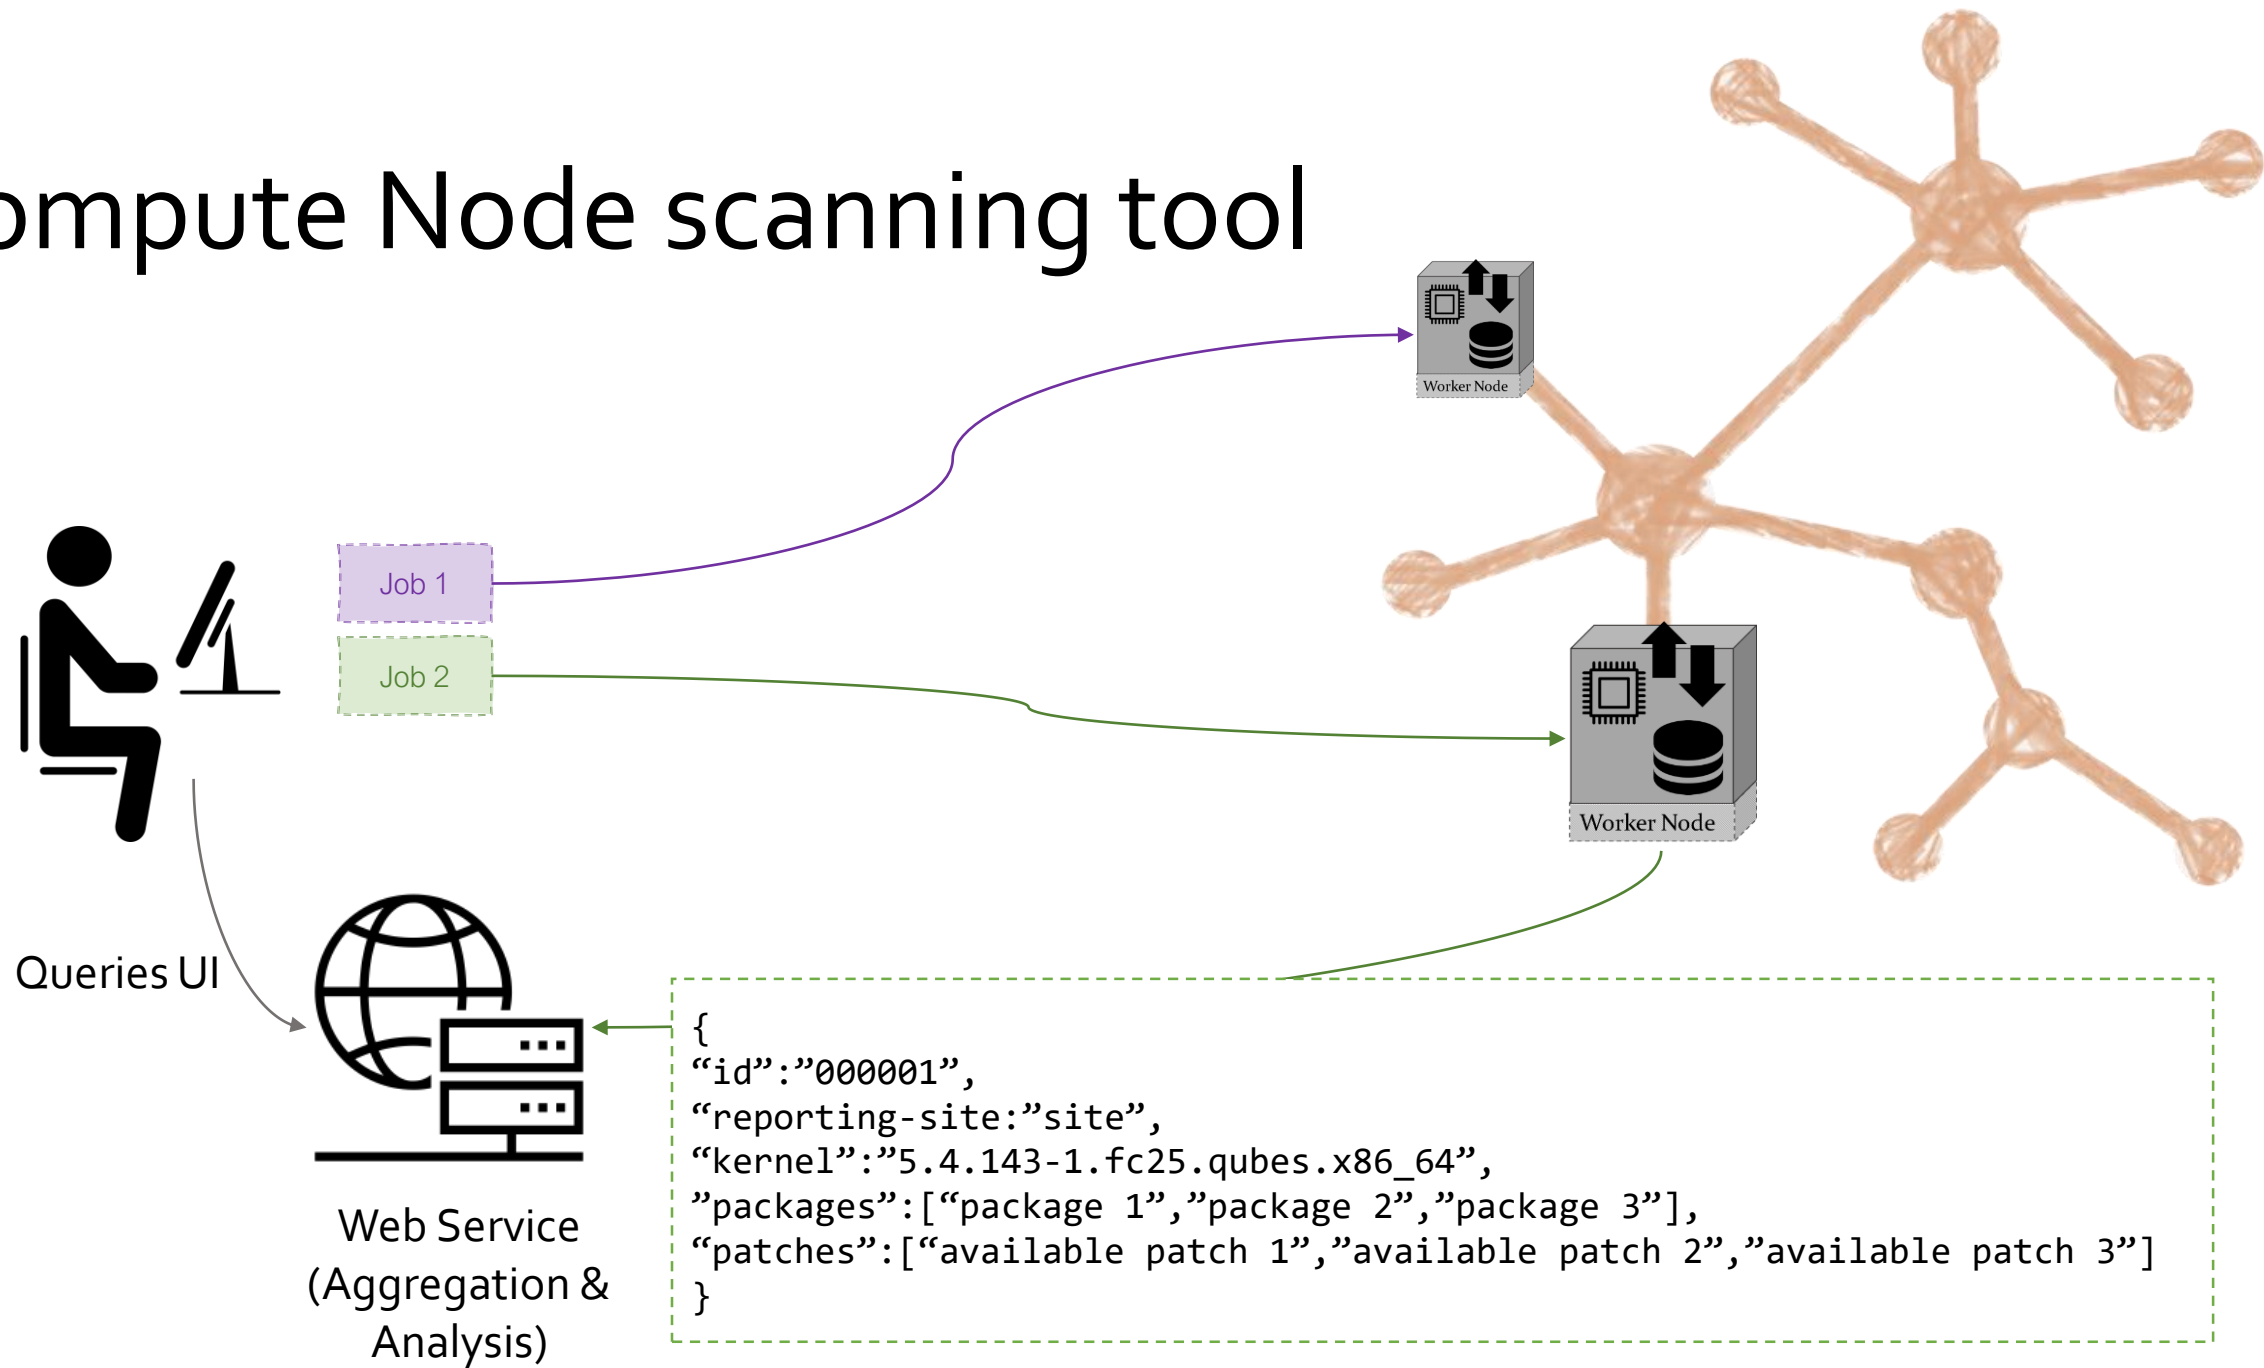 ompute Node scanning tool
Worker Node
Job 1
Job 2
Worker Node
Queries UI
{
“id”:”000001”,
“reporting-site:”site”,
“kernel”:”5.4.143-1.fc25.qubes.x86_64”,
”packages”:[“package 1”,”package 2”,”package 3”],
“patches”:[“available patch 1”,”available patch 2”,”available patch 3”]
}
Web Service
(Aggregation &
Analysis)